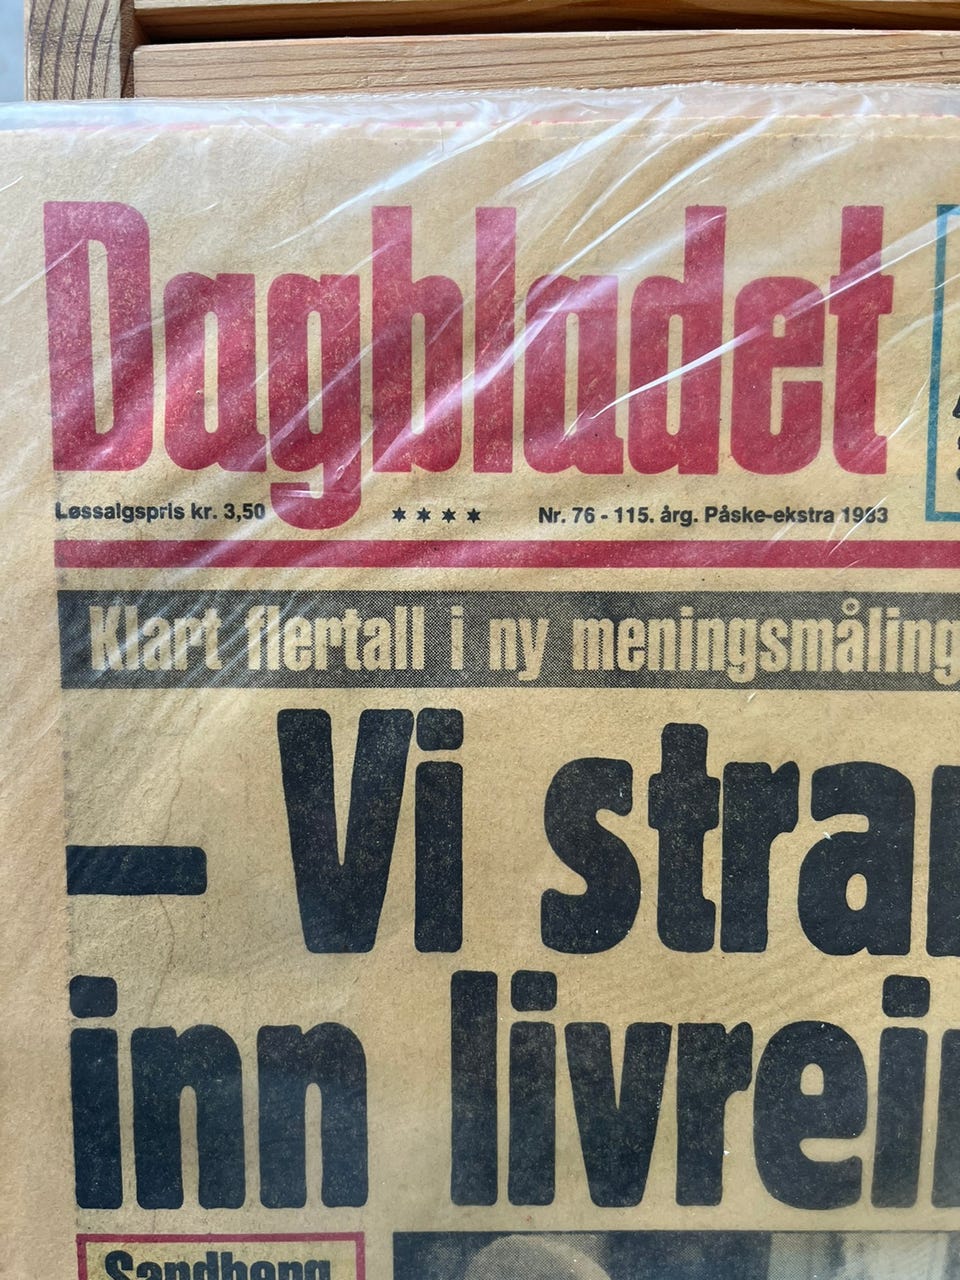 Dagbladet
Løssalgspris kr. 3,50 **** Nr. 76 - 115. årg. Påske-ekstra 1983
Klart flertall i ny meningsmåling
– Vi stra
inn livrei
Sandberg